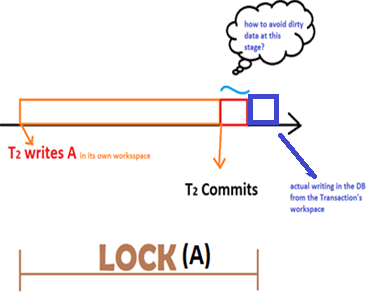 how to avoid dirty
data at this
stage?
T2 writes A in its own worksspace
T2 Commits
actual writing in the DB
from the Transaction's
workspace
LOCK (A)